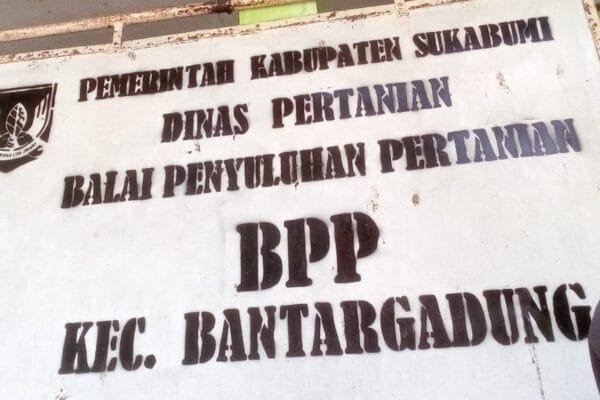 PEMERINTAH KABUPATEN SUKABUMI
DINAS PERTANIAN
BALAI PENYULUHAN PERTANIAN
BPP
KEC. BANTARGADUNG